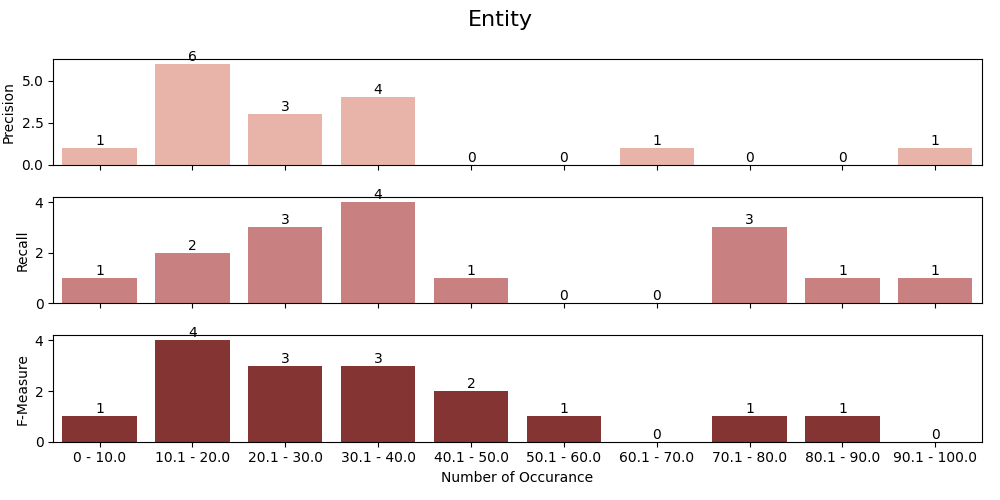 Entity
Precision
5.0
2.5
0.0
1 6 3 4 0 0 1 0 0 1
Recall
4
2
0
1 2 3 4 1 0 0 3 1 1
F-Measure
4
2
0
1 4 3 3 2 1 0 1 1 0
0 - 10.0 10.1 - 20.0 20.1 - 30.0 30.1 - 40.0 40.1 - 50.0 50.1 - 60.0 60.1 - 70.0 70.1 - 80.0 80.1 - 90.0 90.1 - 100.0
Number of Occurance